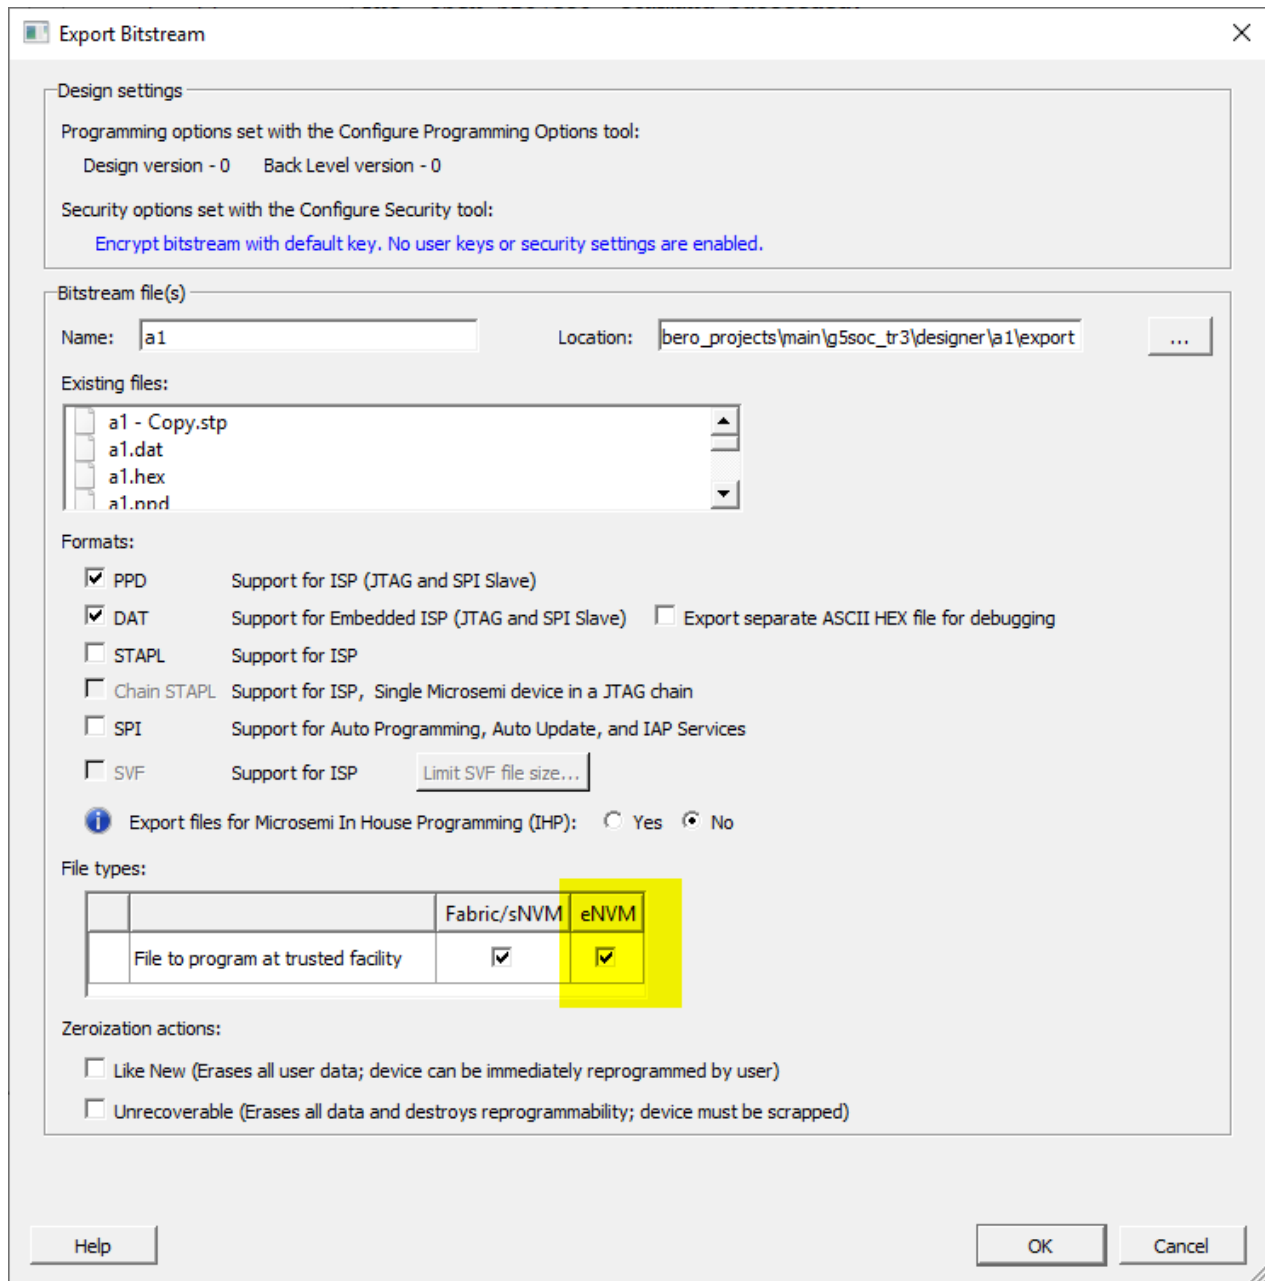 Export Bitstream
Design settings
Programming options set with the Configure Programming Options tool:
Design version - 0 Back Level version - 0
Security options set with the Configure Security tool:
Encrypt bitstream with default key. No user keys or security settings are enabled.
Bitstream file(s)
Name: a1 Location: bero_projects\main\g5soc_tr3\designer\a1\export ...
Existing files:
a1 - Copy.stp
a1.dat
a1.hex
a1.ppd
Formats:
PPD Support for ISP (JTAG and SPI Slave)
DAT Support for Embedded ISP (JTAG and SPI Slave) Export separate ASCII HEX file for debugging
STAPL Support for ISP
Chain STAPL Support for ISP, Single Microsemi device in a JTAG chain
SPI Support for Auto Programming, Auto Update, and IAP Services
SVF Support for ISP Limit SVF file size...
Export files for Microsemi In House Programming (IHP): Yes No
File types:
Fabric/sNVM eNVM
File to program at trusted facility
Zeroization actions:
Like New (Erases all user data; device can be immediately reprogrammed by user)
Unrecoverable (Erases all data and destroys reprogrammability; device must be scrapped)
Help OK Cancel